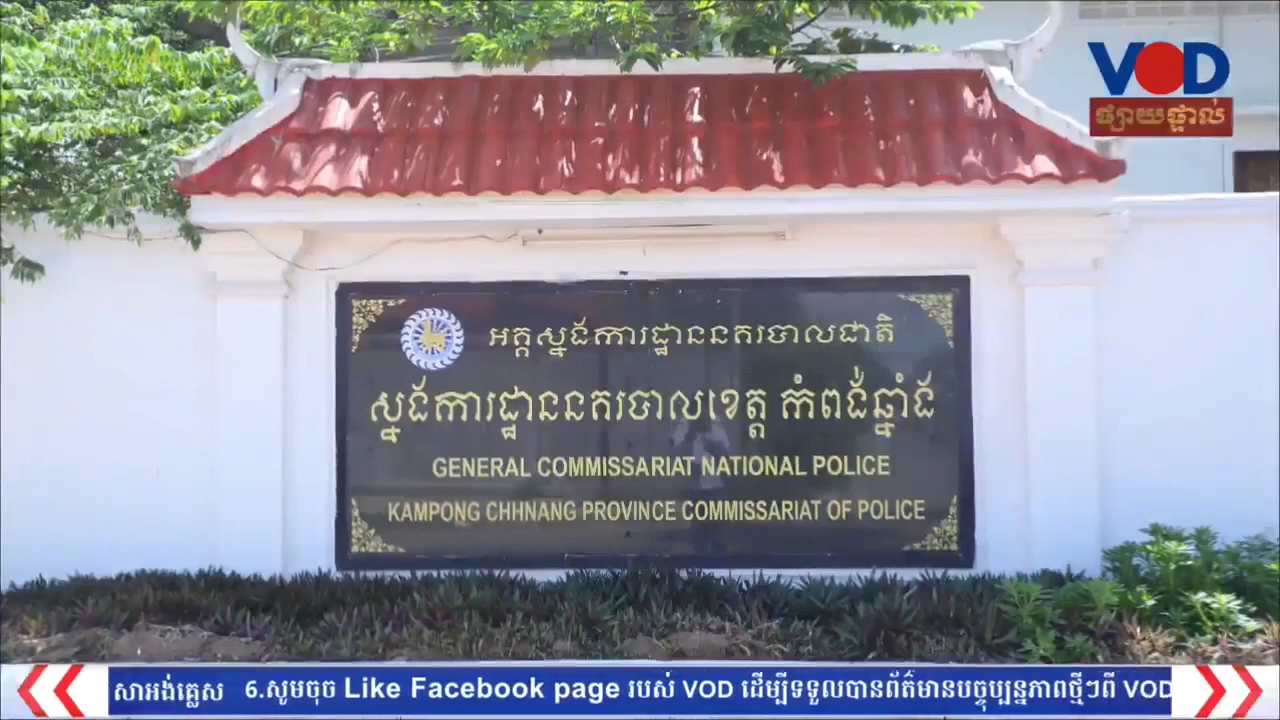 VOD
ផ្សាយផ្ទាល់
អគ្គស្នងការដ្ឋាននគរបាលជាតិ
ស្នងការដ្ឋាននគរបាលខេត្ត កំពង់ឆ្នាំង
GENERAL COMMISSARIAT NATIONAL POLICE
KAMPONG CHHNANG PROVINCE COMMISSARIAT OF POLICE
សាអង់គ្លេស 6.សូមចុច Like Facebook page របស់ VOD ដើម្បីទទួលបានព័ត៌មានបច្ចុប្បន្នភាពថ្មីៗពី VOD